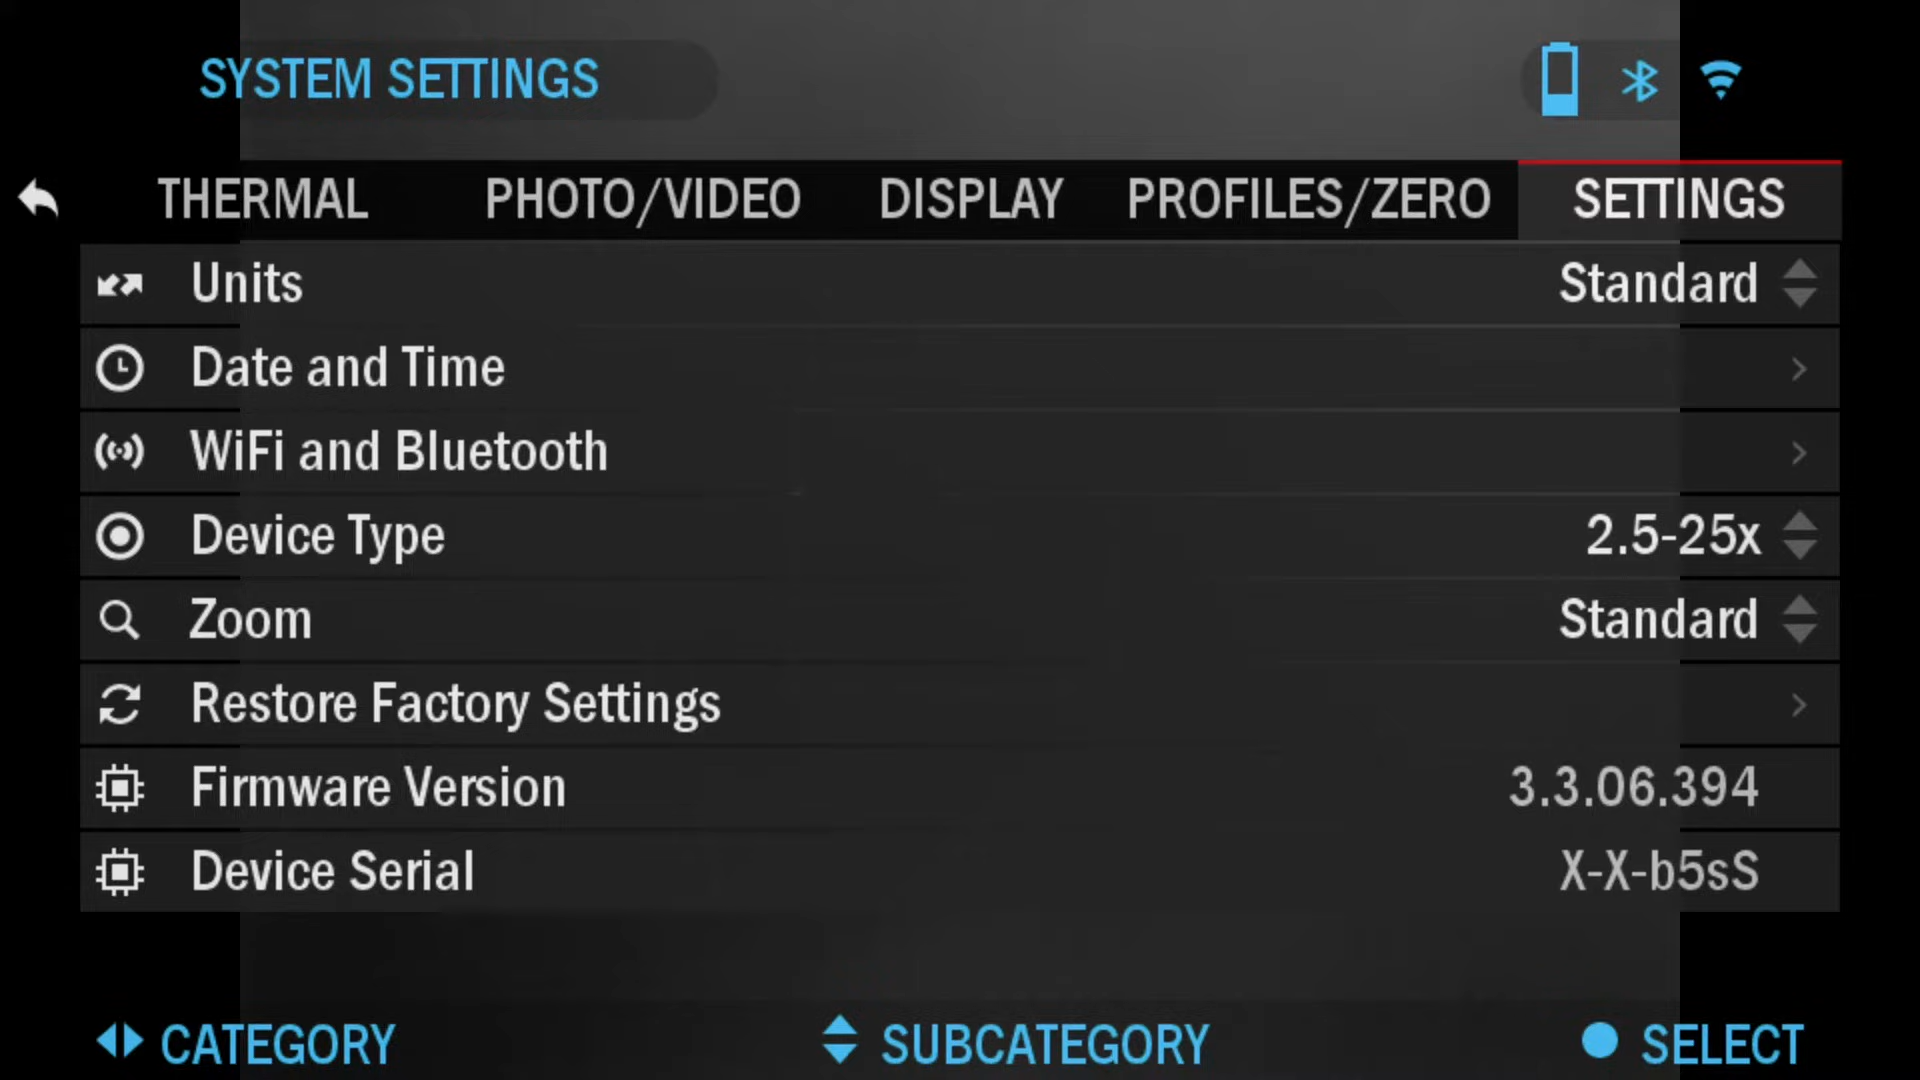 SYSTEM SETTINGS
THERMAL PHOTO/VIDEO DISPLAY PROFILES/ZERO SETTINGS
Units Standard
Date and Time
WiFi and Bluetooth
Device Type 2.5-25x
Zoom Standard
Restore Factory Settings
Firmware Version 3.3.06.394
Device Serial X-X-b5sS
CATEGORY SUBCATEGORY SELECT